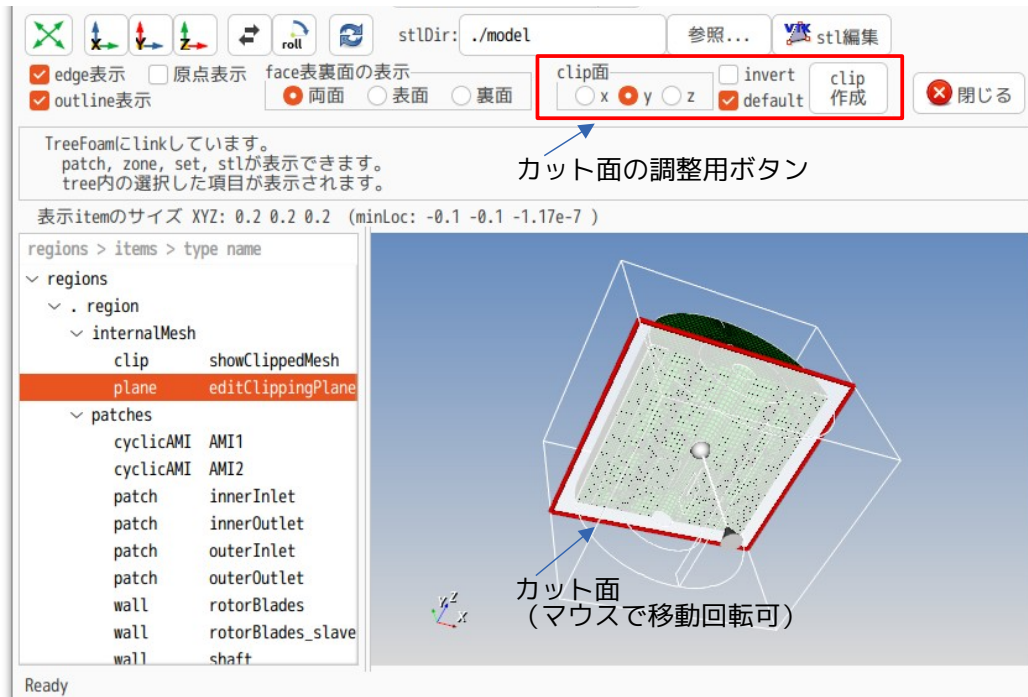 roll
stlDir: ./model 参照... VTK stl編集
edge表示 原点表示 face表裏面の表示 clip面 invert clip
outline表示 両面 表面 裏面 x y z default 作成 閉じる
TreeFoamにlinkしています。
patch, zone, set, stlが表示できます。
tree内の選択した項目が表示されます。
カット面の調整用ボタン
表示itemのサイズ XYZ: 0.2 0.2 0.2 (minLoc: -0.1 -0.1 -1.17e-7 )
regions > items > type name
regions
. region
internalMesh
clip showClippedMesh
plane editClippingPlane
patches
cyclicAMI AMI1
cyclicAMI AMI2
patch innerInlet
patch innerOutlet
patch outerInlet
patch outerOutlet
wall rotorBlades
wall rotorBlades_slave
wall shaft
カット面
(マウスで移動回転可)
Y Z X
Ready